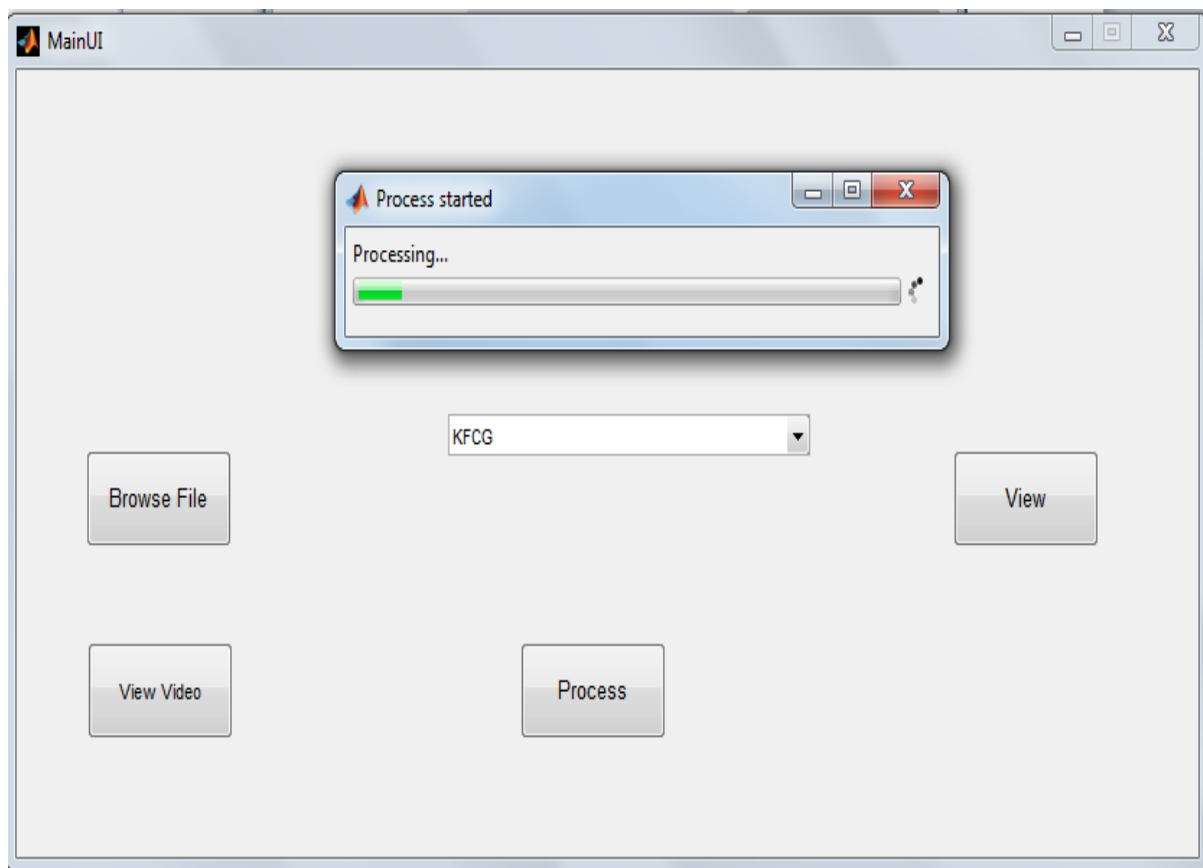 MainUI
Process started
Processing...
KFCG
Browse File
View
View Video
Process